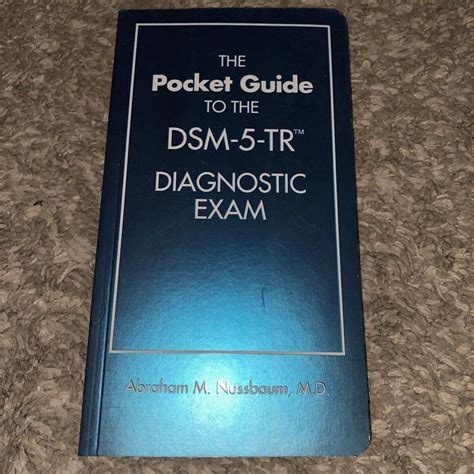 THE
Pocket Guide
TO THE
DSM-5-TR™
DIAGNOSTIC
EXAM
Abraham M. Nussbaum, M.D.